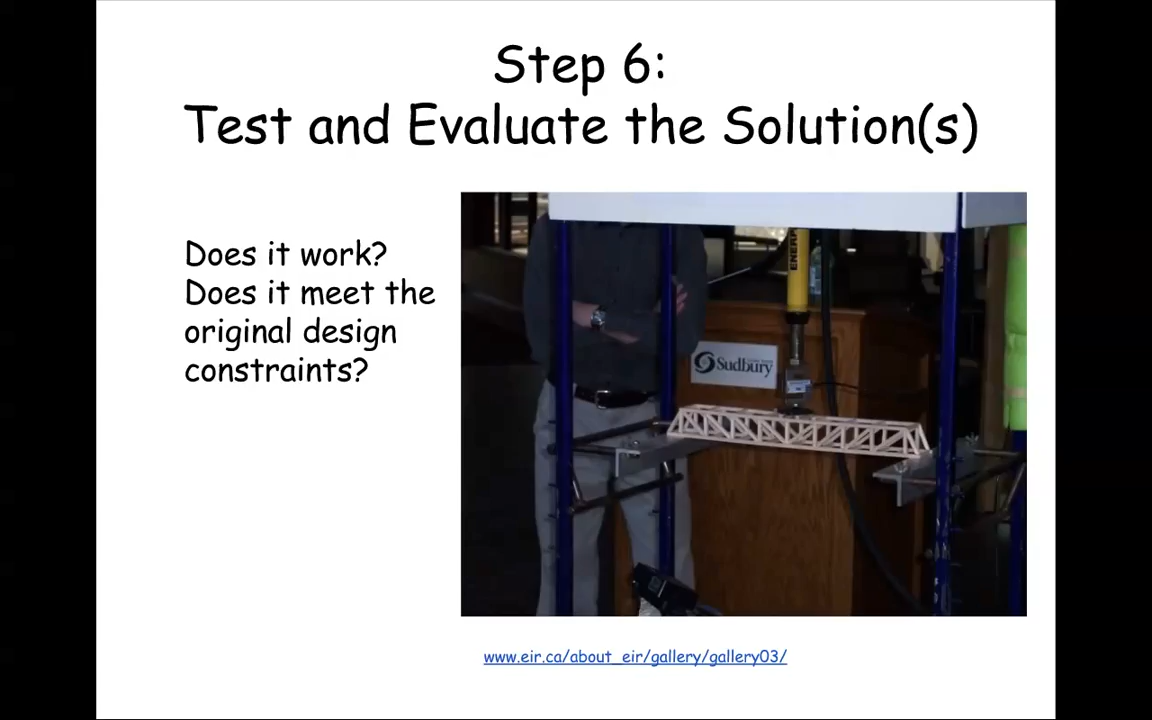 Step 6:
Test and Evaluate the Solution(s)
Does it work?
Does it meet the
original design
constraints?
ENERP
Sudbury
www.eir.ca/about_eir/gallery/gallery03/